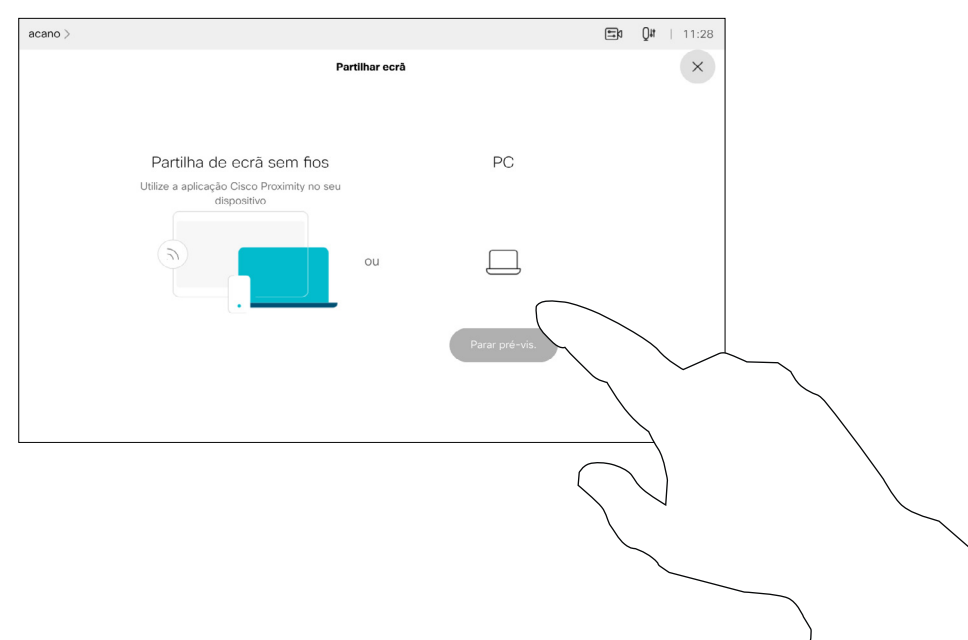 acano >
11:28
Partilhar ecrã
Partilha de ecrã sem fios
Utilize a aplicação Cisco Proximity no seu
dispositivo
ou
PC
Parar pré-vis.